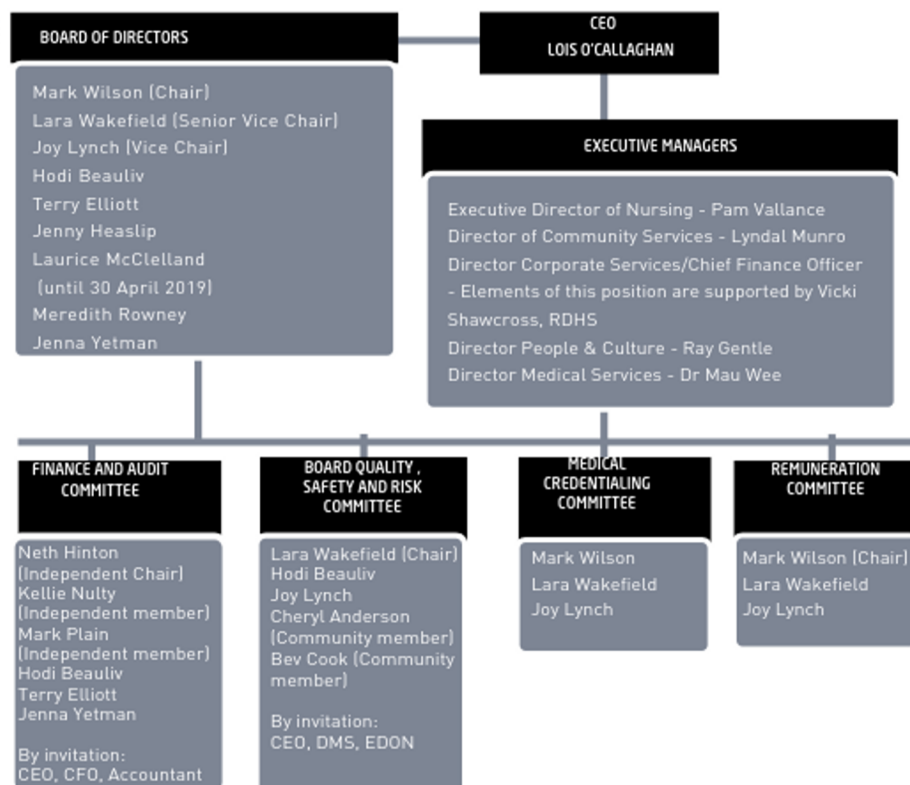 BOARD OF DIRECTORS
Mark Wilson (Chair)
Lara Wakefield (Senior Vice Chair)
Joy Lynch (Vice Chair)
Hodi Beauliv
Terry Elliott
Jenny Heaslip
Laurice McClelland
(until 30 April 2019)
Meredith Rowney
Jenna Yetman
CEO
LOIS O'CALLAGHAN
EXECUTIVE MANAGERS
Executive Director of Nursing - Pam Vallance
Director of Community Services - Lyndal Munro
Director Corporate Services/Chief Finance Officer
- Elements of this position are supported by Vicki
Shawcross, RDHS
Director People & Culture - Ray Gentle
Director Medical Services - Dr Mau Wee
FINANCE AND AUDIT
COMMITTEE
Neth Hinton
(Independent Chair)
Kellie Nulty
(Independent member)
Mark Plain
(Independent member)
Hodi Beauliv
Terry Elliott
Jenna Yetman
By invitation:
CEO, CFO, Accountant
BOARD QUALITY ,
SAFETY AND RISK
COMMITTEE
Lara Wakefield (Chair)
Hodi Beauliv
Joy Lynch
Cheryl Anderson
(Community member)
Bev Cook (Community
member)
By invitation:
CEO, DMS, EDON
MEDICAL
CREDENTIALING
COMMITTEE
Mark Wilson
Lara Wakefield
Joy Lynch
REMUNERATION
COMMITTEE
Mark Wilson (Chair)
Lara Wakefield
Joy Lynch